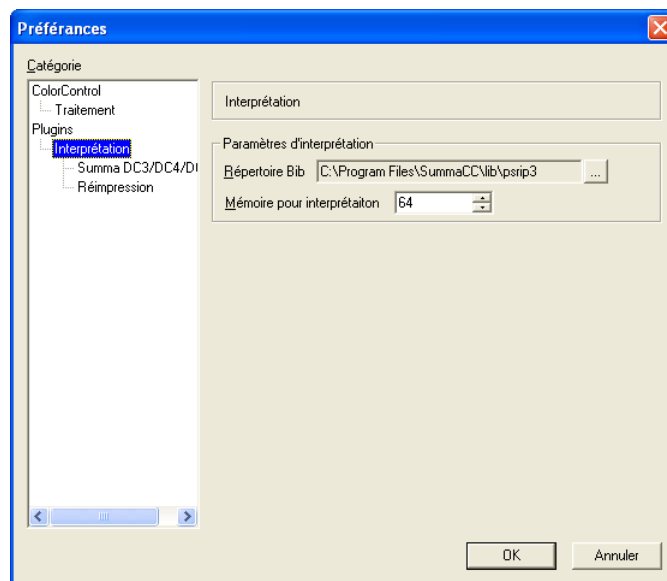 Préférances
Catégorie
ColorControl
Traitement
Plugins
Interprétation
Summa DC3/DC4/D
Réimpression
Interprétation
Paramètres d'interprétation
Répertoire Bib C:\Program Files\SummaCC\lib\psrip3 ...
Mémoire pour interprétaiton 64
OK Annuler